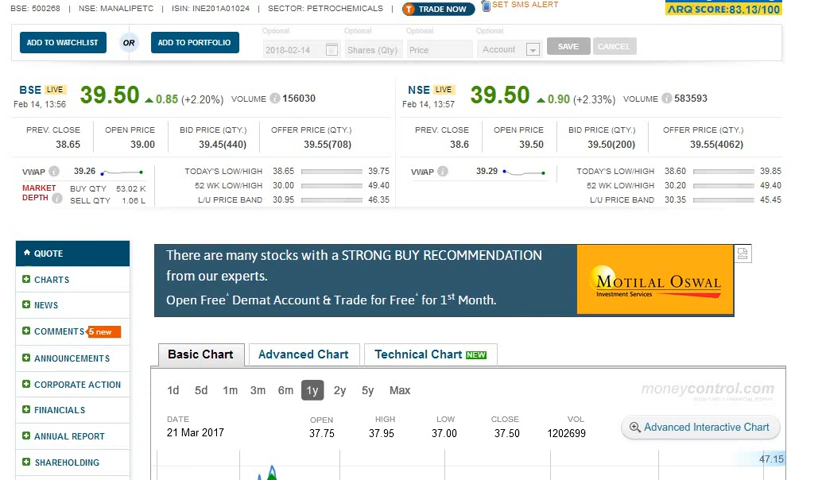 BSE: 500268 | NSE: MANALIPETC | ISIN: INE201A01024 | SECTOR: PETROCHEMICALS | T TRADE NOW SET SMS ALERT ARQ SCORE:83.13/100
Optional Optional Optional Optional
ADD TO WATCHLIST OR ADD TO PORTFOLIO 2018-02-14 Shares (Qty) Price Account SAVE CANCEL
BSE LIVE 39.50 0.85 (+2.20%) VOLUME 156030
Feb 14, 13:56
NSE LIVE 39.50 0.90 (+2.33%) VOLUME 583593
Feb 14, 13:57
PREV. CLOSE OPEN PRICE BID PRICE (QTY.) OFFER PRICE (QTY.)
38.65 39.00 39.45(440) 39.55(708)
PREV. CLOSE OPEN PRICE BID PRICE (QTY.) OFFER PRICE (QTY.)
38.6 39.50 39.50(200) 39.55(4062)
VWAP 39.26 TODAY'S LOW/HIGH 38.65 39.75
MARKET DEPTH BUY QTY 53.02 K 52 WK LOW/HIGH 30.00 49.40
SELL QTY 1.06 L L/U PRICE BAND 30.95 46.35
VWAP 39.29 TODAY'S LOW/HIGH 38.60 39.85
52 WK LOW/HIGH 30.20 49.40
L/U PRICE BAND 30.35 45.45
QUOTE
CHARTS
NEWS
COMMENTS 5 new
ANNOUNCEMENTS
CORPORATE ACTION
FINANCIALS
ANNUAL REPORT
SHAREHOLDING
There are many stocks with a STRONG BUY RECOMMENDATION
from our experts.
Open Free* Demat Account & Trade for Free* for 1st Month.
MOTILAL OSWAL
Investment Services
Basic Chart Advanced Chart Technical Chart NEW
1d 5d 1m 3m 6m 1y 2y 5y Max
moneycontrol.com
DATE OPEN HIGH LOW CLOSE VOL
21 Mar 2017 37.75 37.95 37.00 37.50 1202699
Advanced Interactive Chart
47.15